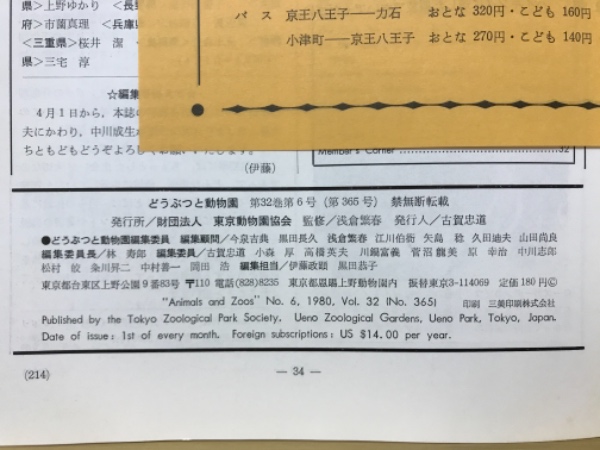 県>上野ゆかり <長
府>市薗真理 <兵庫県
<三重県>桜井 潔 <
県>三宅 淳
バス 京王八王子――力石 おとな 320円・こども 160円
小津町――京王八王子 おとな 270円・こども 140円
☆編集
4月1日から，本誌
夫にかわり，中川成生
ちともどもどうぞよろしくお願いいたします。
(伊藤)
Member's Corner 32
どうぶつと動物園 第32巻第6号 (第365号) 禁無断転載
発行所/財団法人 東京動物園協会 監修/浅倉繁春 発行人/古賀忠道
●どうぶつと動物園編集委員 編集顧問/今泉吉典 黒田長久 浅倉繁春 江川伯衛 矢島 稔 久田迪夫 山田尚良
編集委員長/林 寿郎 編集委員/古賀忠道 小森 厚 高橋英夫 川鍋富義 菅沼龍美 原 幸治 中川志郎
松村 蛟 粂川昇二 中村善一 岡田 浩 編集担当/伊藤政顕 黒田恭子
東京都台東区上野公園9番83号 〒110 電話(828)8235 東京都恩賜上野動物園内 振替東京3-114069 定価 180円©
"Animals and Zoos" No. 6, 1980, Vol. 32 (No. 365) 印刷 三美印刷株式会社
Published by the Tokyo Zoological Park Society, Ueno Zoological Gardens, Ueno Park, Tokyo, Japan.
Date of issue: 1st of every month. Foreign subscriptions: US $14.00 per year.
(214)
― 34 ―